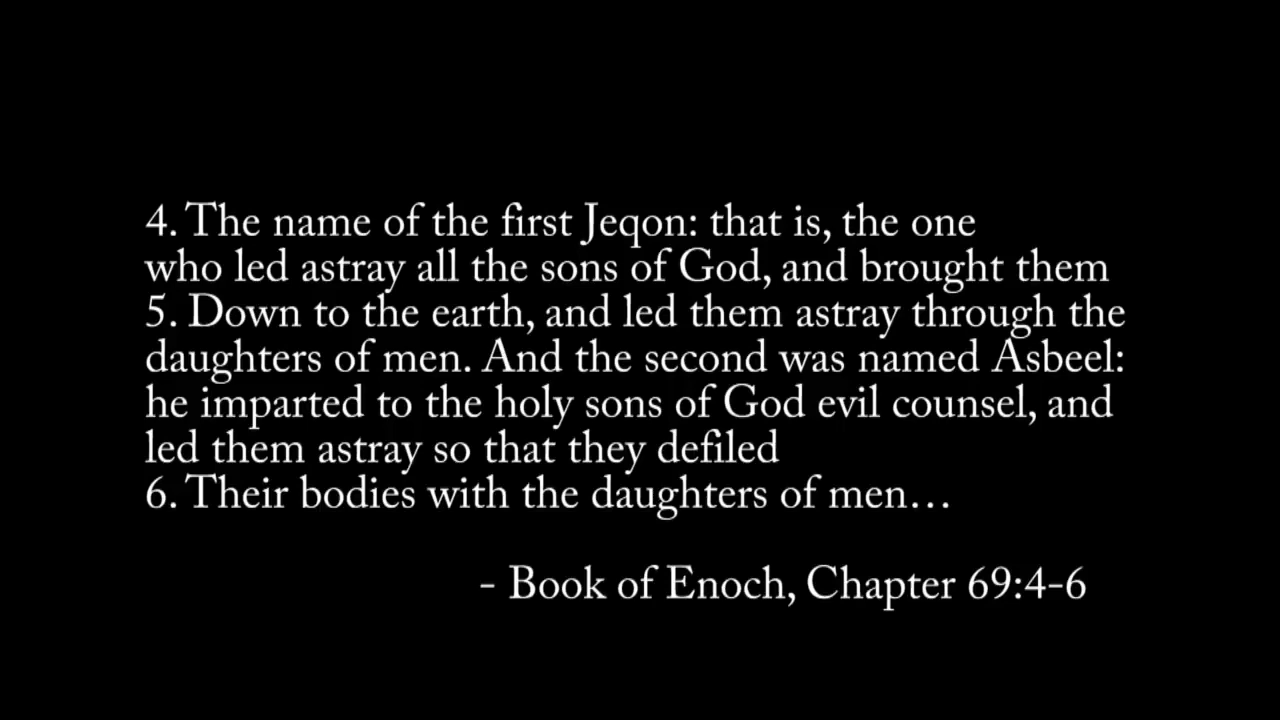 4. The name of the first Jeqon: that is, the one
who led astray all the sons of God, and brought them
5. Down to the earth, and led them astray through the
daughters of men. And the second was named Asbeel:
he imparted to the holy sons of God evil counsel, and
led them astray so that they defiled
6. Their bodies with the daughters of men…
- Book of Enoch, Chapter 69:4-6